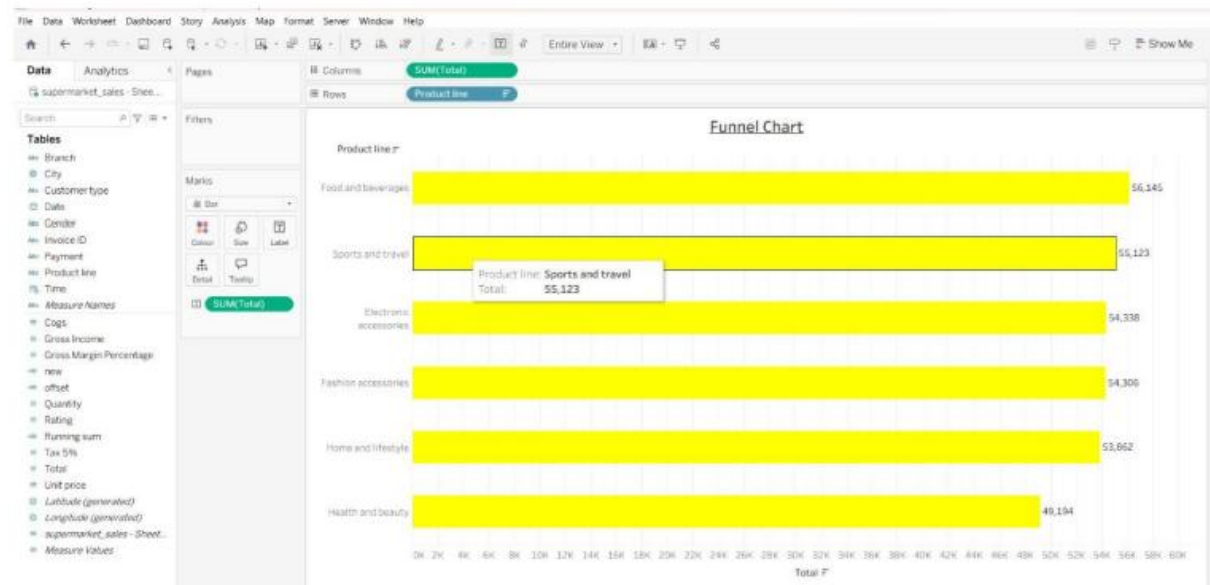 File Data Worksheet Dashboard Story Analysis Map Format Server Window Help
Entire View
Show Me
Data Analytics
Pages
Columns SUM(Total)
supermarket_sales - Shee...
Rows Product line
Search
Filters
Tables
Branch
City
Customer type
Date
Gender
Invoice ID
Payment
Product line
Time
Measure Names
Cogs
Gross Income
Gross Margin Percentage
new
offset
Quantity
Rating
Running sum
Tax 5%
Total
Unit price
Latitude (generated)
Longitude (generated)
supermarket_sales - Sheet...
Measure Values
Marks
Bar
Colour Size Label
Detail Tooltip
SUM(Total)
Funnel Chart
Product line
Food and beverages 56,145
Sports and travel 55,123
Product line: Sports and travel
Total: 55,123
Electronic
accessories
54,338
Fashion accessories 54,306
Home and lifestyle 53,862
Health and beauty 49,194
0K 2K 4K 6K 8K 10K 12K 14K 16K 18K 20K 22K 24K 26K 28K 30K 32K 34K 36K 38K 40K 42K 44K 46K 48K 50K 52K 54K 56K 58K 60K
Total